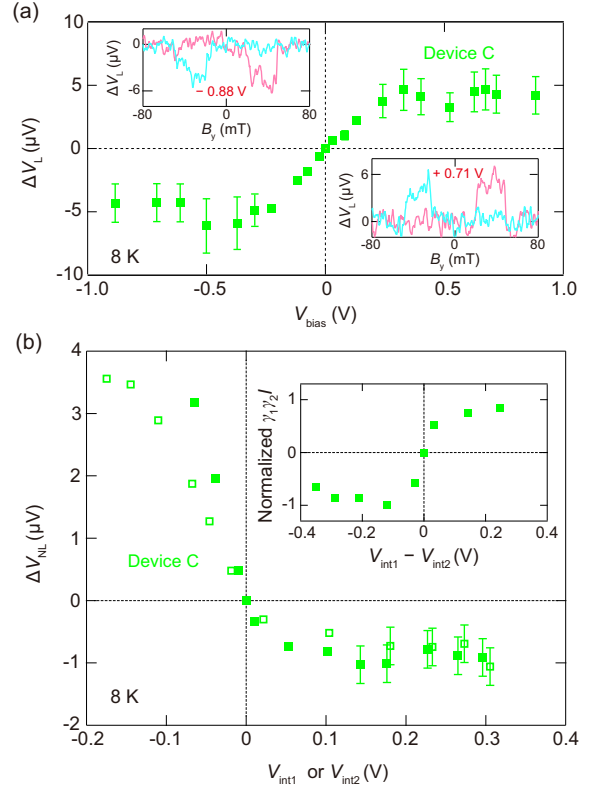 (a)
10
5
0
-5
-10
ΔV_L (μV)
-1.0
-0.5
0
0.5
1.0
V_bias (V)
Device C
8 K
0
-6
ΔV_L (μV)
-80
0
80
B_y (mT)
− 0.88 V
6
0
ΔV_L (μV)
-80
0
80
B_y (mT)
+ 0.71 V
(b)
4
3
2
1
0
-1
-2
ΔV_NL (μV)
-0.2
-0.1
0
0.1
0.2
0.3
0.4
V_int1 or V_int2 (V)
Device C
8 K
1
0
-1
Normalized γ₁γ₂I
-0.4
-0.2
0
0.2
0.4
V_int1 − V_int2 (V)